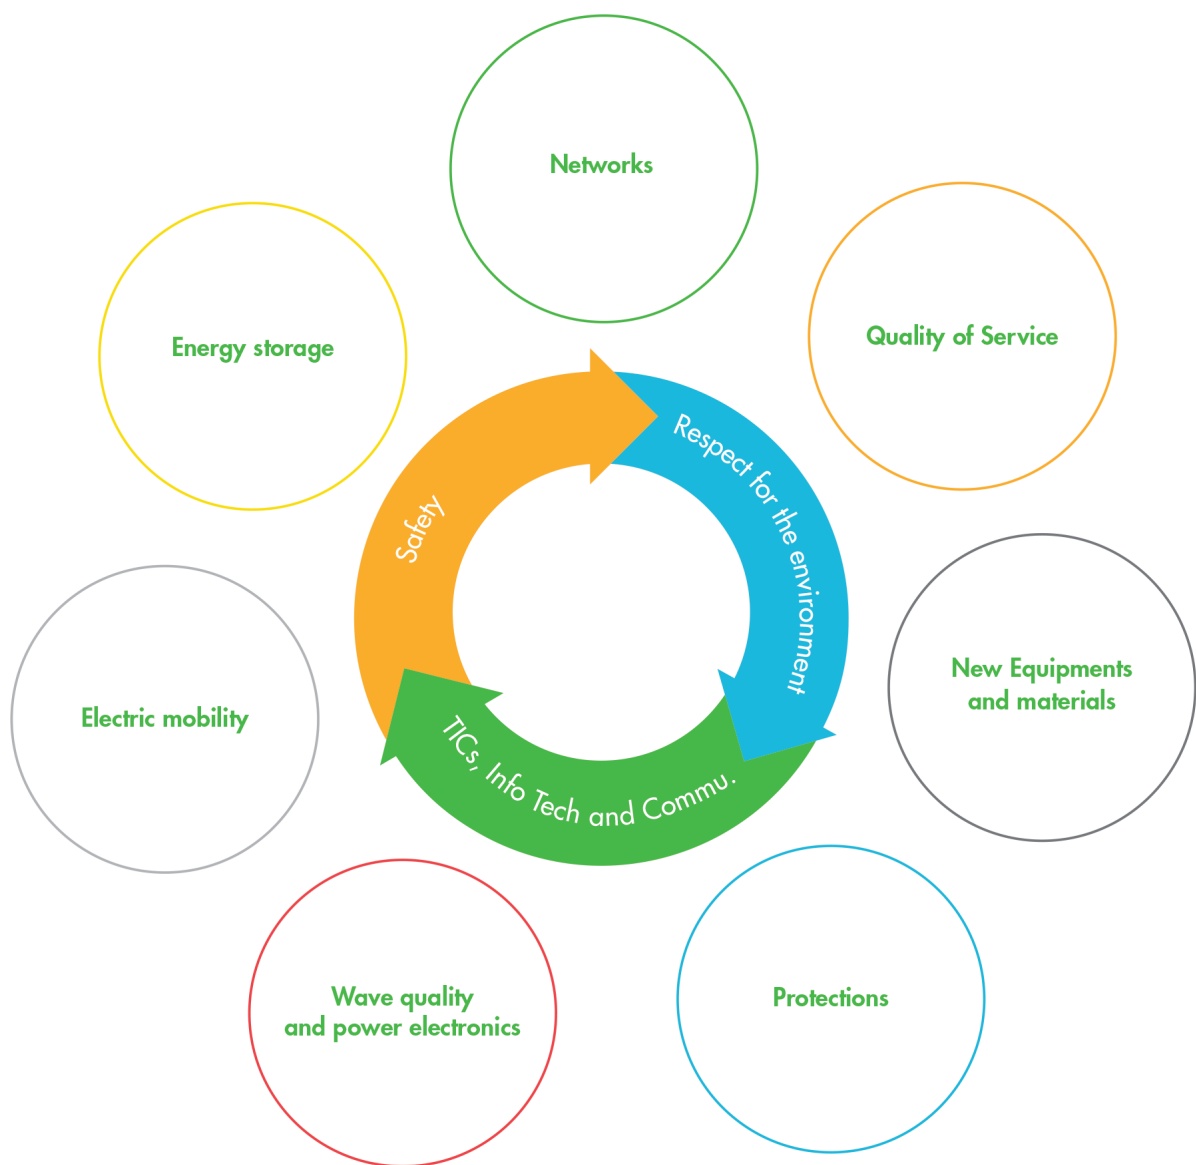 Networks
Quality of Service
Energy storage
Respect for the environment
Safety
New Equipments
and materials
Electric mobility
TICs, Info Tech and Commu.
Wave quality
and power electronics
Protections